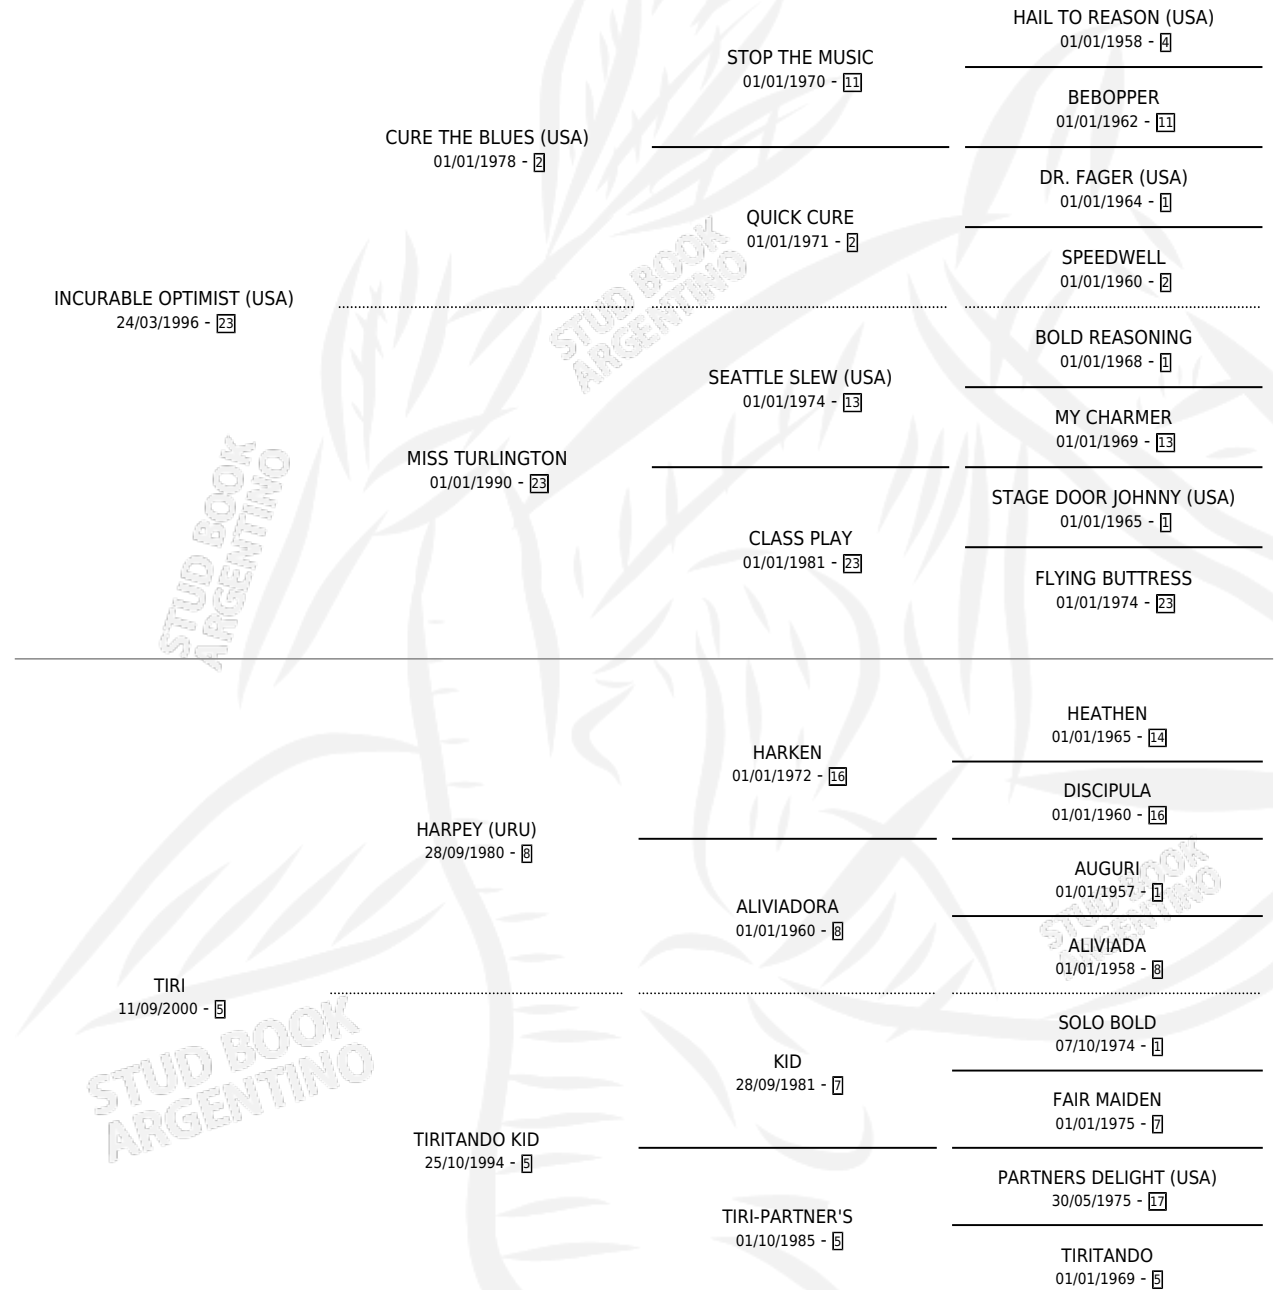 HAIL TO REASON (USA)
01/01/1958 - 4
STOP THE MUSIC
01/01/1970 - 11
BEBOPPER
01/01/1962 - 11
CURE THE BLUES (USA)
01/01/1978 - 2
DR. FAGER (USA)
01/01/1964 - 1
QUICK CURE
01/01/1971 - 2
SPEEDWELL
01/01/1960 - 2
INCURABLE OPTIMIST (USA)
24/03/1996 - 23
STUD BOOK
ARGENTINO
BOLD REASONING
01/01/1968 - 1
SEATTLE SLEW (USA)
01/01/1974 - 13
MY CHARMER
01/01/1969 - 13
MISS TURLINGTON
01/01/1990 - 23
STAGE DOOR JOHNNY (USA)
01/01/1965 - 1
CLASS PLAY
01/01/1981 - 23
FLYING BUTTRESS
01/01/1974 - 23
STUD BOOK
ARGENTINO
HEATHEN
01/01/1965 - 14
HARKEN
01/01/1972 - 16
DISCIPULA
01/01/1960 - 16
HARPEY (URU)
28/09/1980 - 8
AUGURI
01/01/1957 - 1
ALIVIADORA
01/01/1960 - 8
STUD BOOK
ARGENTINO
ALIVIADA
01/01/1958 - 8
TIRI
11/09/2000 - 5
SOLO BOLD
07/10/1974 - 1
KID
28/09/1981 - 7
STUD BOOK
ARGENTINO
FAIR MAIDEN
01/01/1975 - 7
TIRITANDO KID
25/10/1994 - 5
PARTNERS DELIGHT (USA)
30/05/1975 - 17
TIRI-PARTNER'S
01/10/1985 - 5
TIRITANDO
01/01/1969 - 5